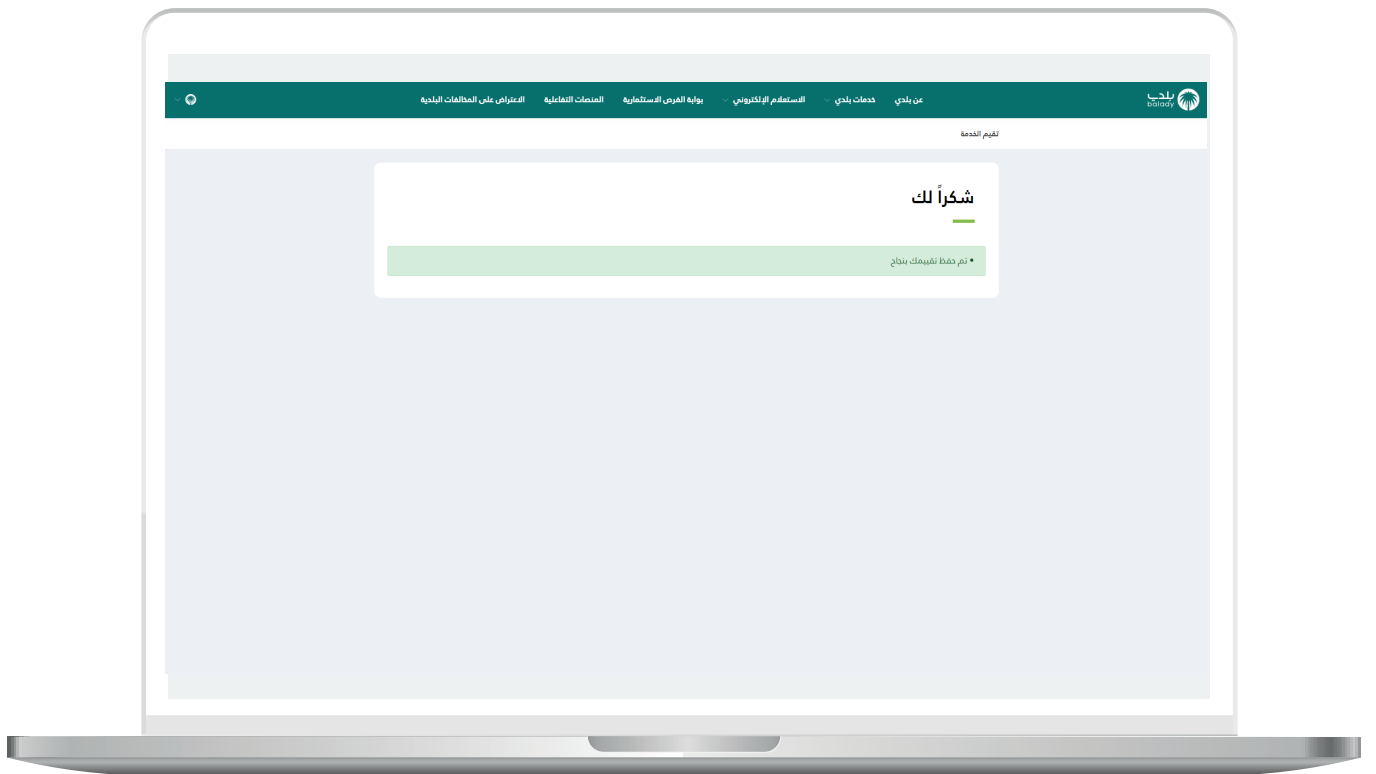 بلدي
balady
عن بلدي
خدمات بلدي
الاستعلام الإلكتروني
بوابة الفرص الاستثمارية
المنصات التفاعلية
الاعتراض على المخالفات البلدية
تقيم الخدمة
شكراً لك
• تم حفظ تقييمك بنجاح